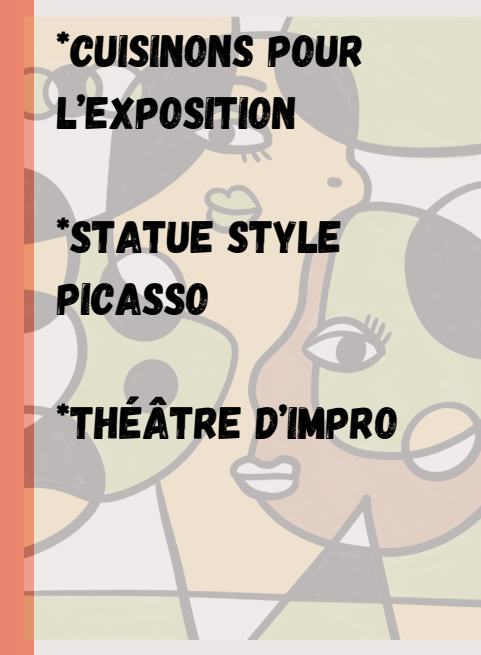 *CUISINONS POUR
L'EXPOSITION
*STATUE STYLE
PICASSO
*THÉÂTRE D'IMPRO